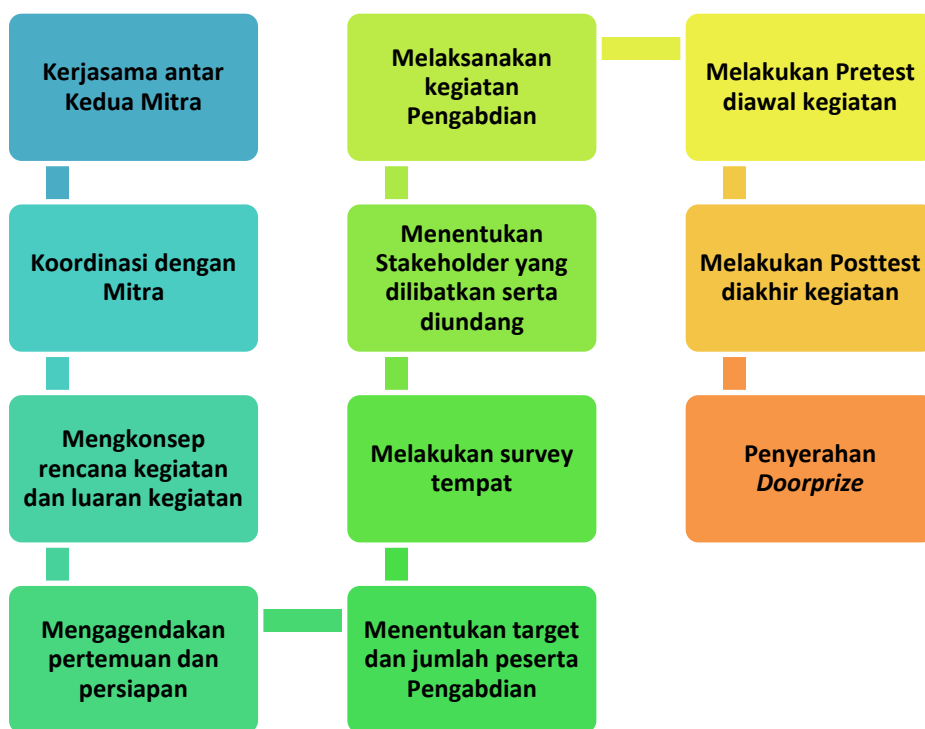 Kerjasama antar
Kedua Mitra
Koordinasi dengan
Mitra
Mengkonsep
rencana kegiatan
dan luaran kegiatan
Mengagendakan
pertemuan dan
persiapan
Menentukan target
dan jumlah peserta
Pengabdian
Melakukan survey
tempat
Menentukan
Stakeholder yang
dilibatkan serta
diundang
Melaksanakan
kegiatan
Pengabdian
Melakukan Pretest
diawal kegiatan
Melakukan Posttest
diakhir kegiatan
Penyerahan
Doorprize